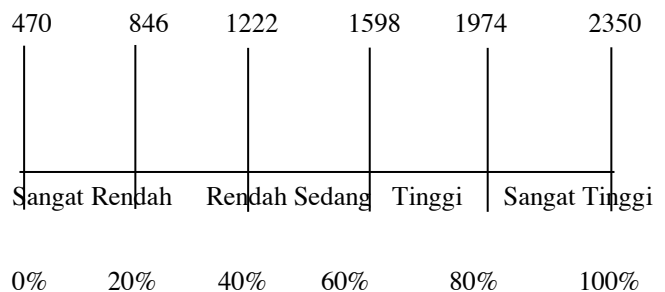 470 846 1222 1598 1974 2350
Sangat Rendah Rendah Sedang Tinggi Sangat Tinggi
0% 20% 40% 60% 80% 100%